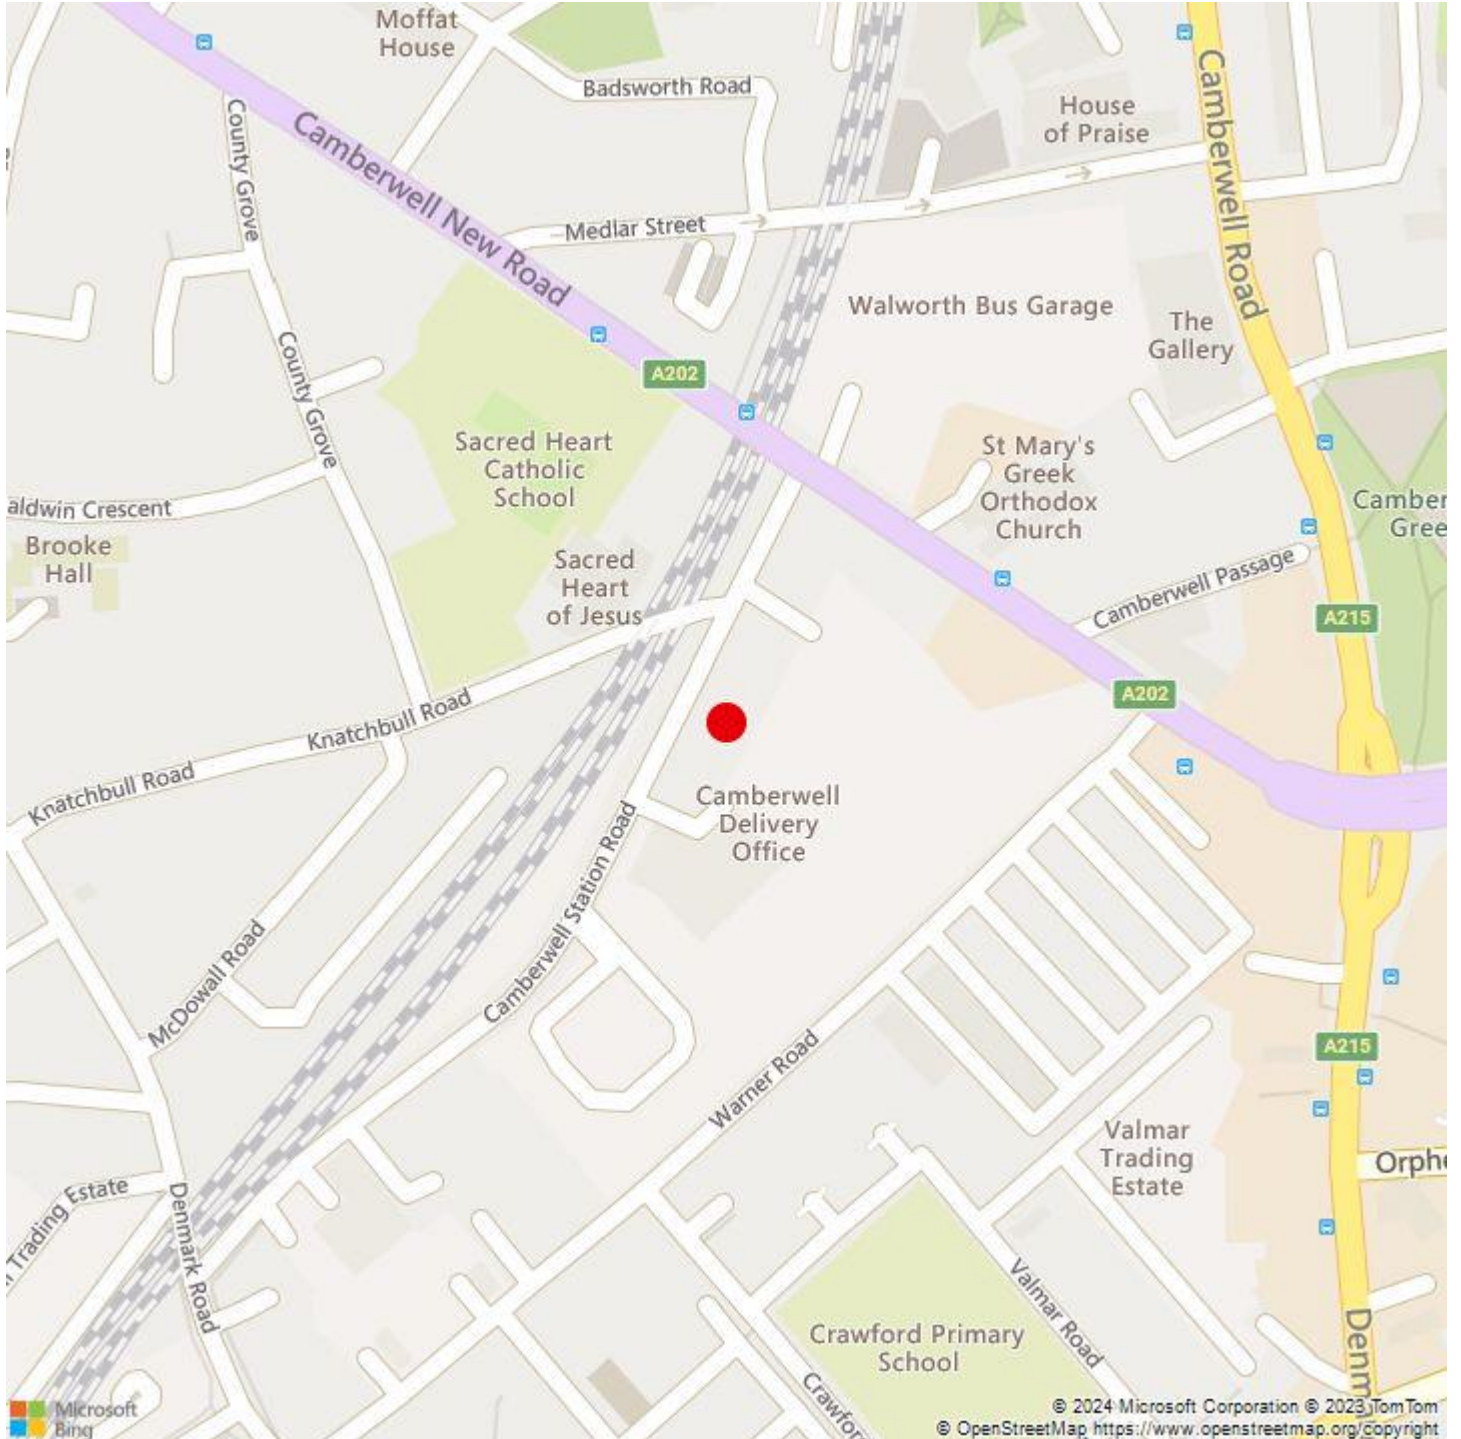 Moffat
House
Badsworth Road
House
of Praise
Camberwell Road
County Grove
Camberwell New Road
Medlar Street
Walworth Bus Garage
The
Gallery
County Grove
A202
Sacred Heart
Catholic
School
St Mary's
Greek
Orthodox
Church
Camber
Gree
aldwin Crescent
Brooke
Hall
Sacred
Heart
of Jesus
Camberwell Passage
A215
A202
Knatchbull Road
Knatchbull Road
Camberwell
Delivery
Office
Camberwell Station Road
McDowall Road
Warner Road
A215
Valmar
Trading
Estate
Orphe
Trading Estate
Denmark Road
Valmar Road
Crawford Primary
School
Denm
Crawfor
Microsoft
Bing
© 2024 Microsoft Corporation © 2023 TomTom
© OpenStreetMap https://www.openstreetmap.org/copyright